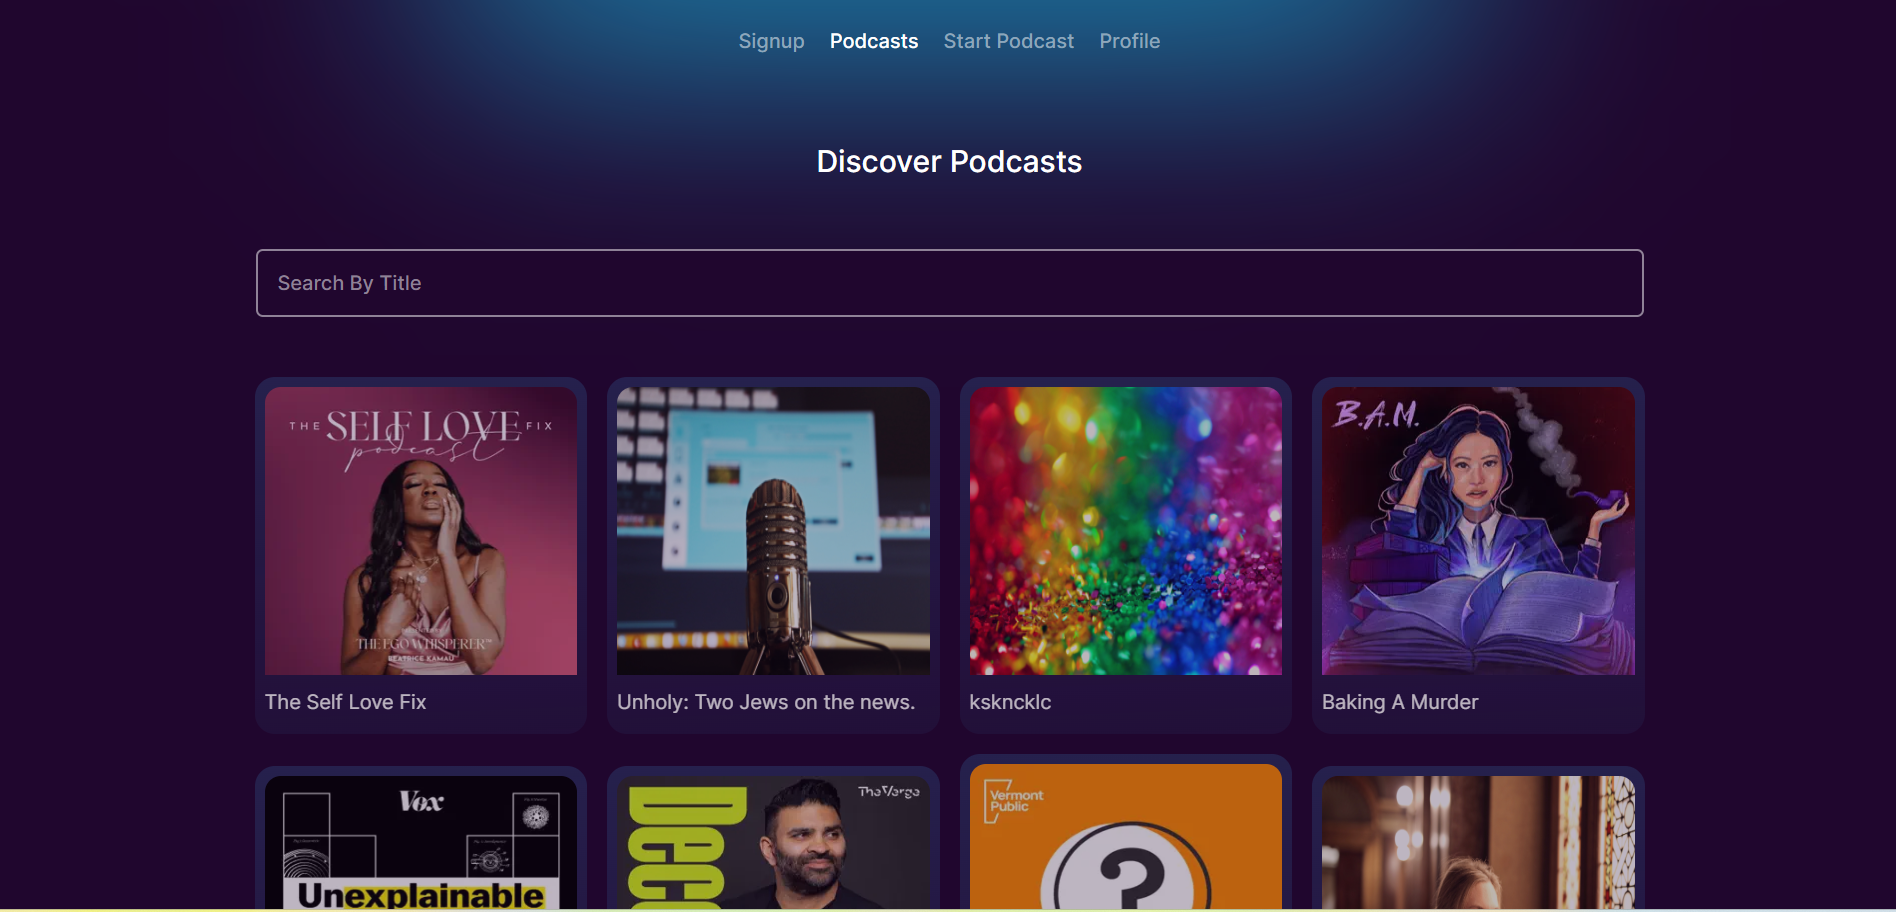 Signup Podcasts Start Podcast Profile
Discover Podcasts
Search By Title
THE SELF LOVE FIX
podcast
THE EGO WHISPERER™
BEATRICE KAMAU
The Self Love Fix
Unholy: Two Jews on the news.
kskncklc
B.A.M.
Baking A Murder
Vox
Unexplainable
The Verge
Deco
Vermont
Public
?